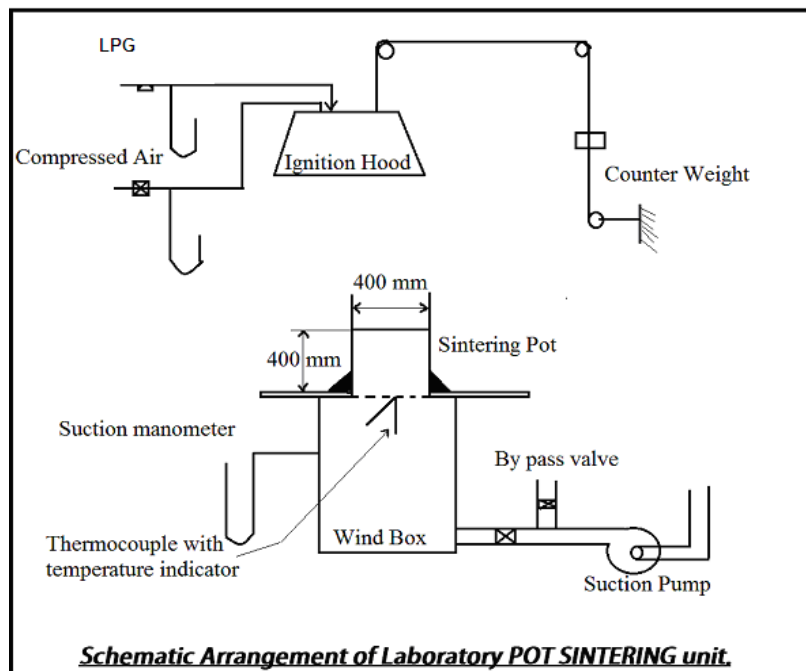 LPG
Compressed Air
Ignition Hood
Counter Weight
400 mm
400 mm
Sintering Pot
Suction manometer
By pass valve
Thermocouple with
temperature indicator
Wind Box
Suction Pump
Schematic Arrangement of Laboratory POT SINTERING unit.